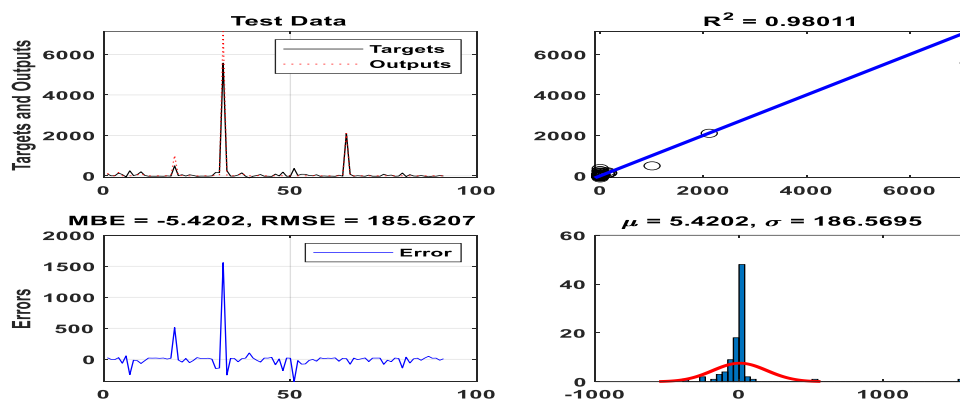 Test Data
Targets and Outputs
6000
4000
2000
0
Targets
Outputs
0 50 100
R² = 0.98011
6000
4000
2000
0
0 2000 4000 6000
MBE = -5.4202, RMSE = 185.6207
Errors
2000
1500
1000
500
0
Error
0 50 100
μ = 5.4202, σ = 186.5695
60
40
20
0
-1000 0 1000